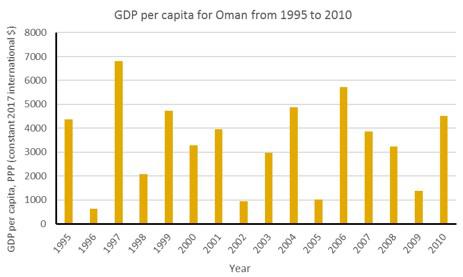 GDP per capita for Oman from 1995 to 2010
GDP per capita, PPP (constant 2017 international $)
8000
7000
6000
5000
4000
3000
2000
1000
0
1995 1996 1997 1998 1999 2000 2001 2002 2003 2004 2005 2006 2007 2008 2009 2010
Year